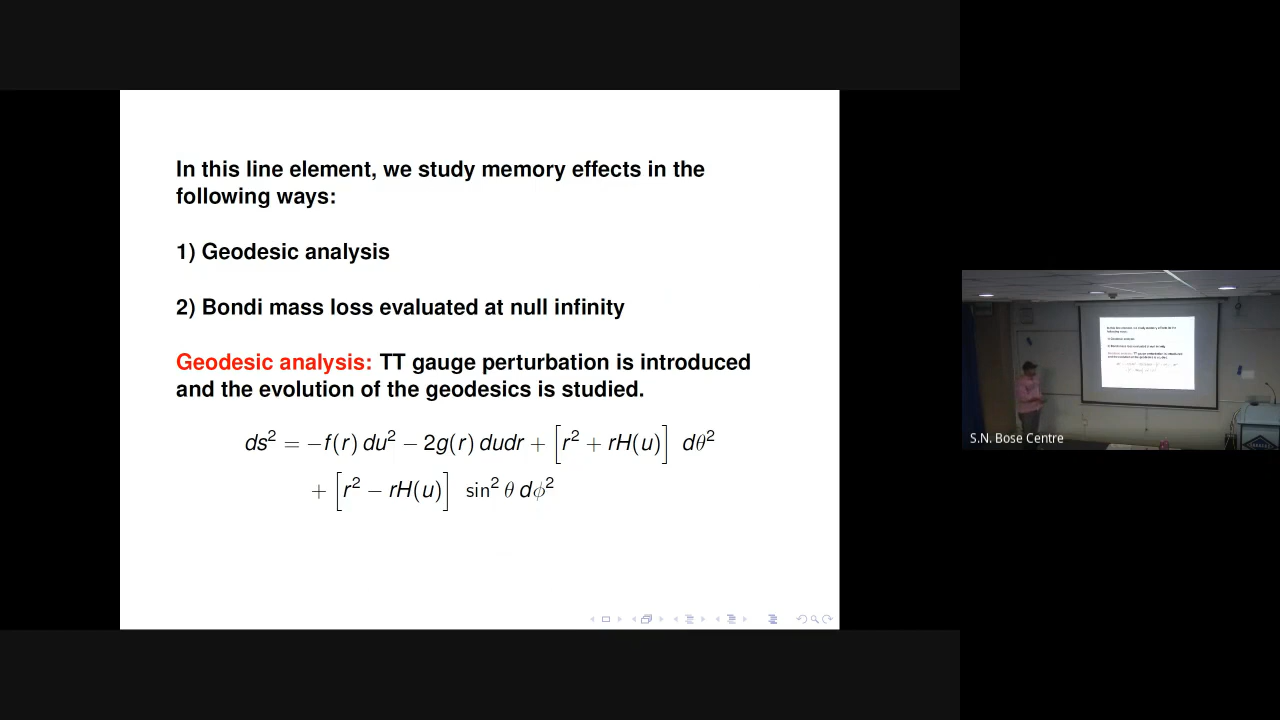 In this line element, we study memory effects in the
following ways:
1) Geodesic analysis
2) Bondi mass loss evaluated at null infinity
Geodesic analysis: TT gauge perturbation is introduced
and the evolution of the geodesics is studied.
ds² = −f(r) du² − 2g(r) dudr + [r² + rH(u)] dθ²
+ [r² − rH(u)] sin² θ dϕ²
S.N. Bose Centre